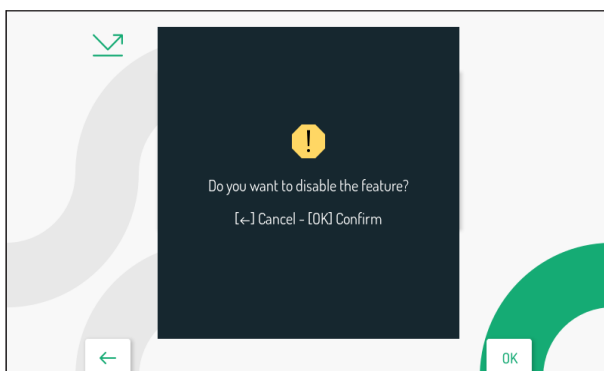 !
Do you want to disable the feature?
[←] Cancel - [OK] Confirm
←
OK